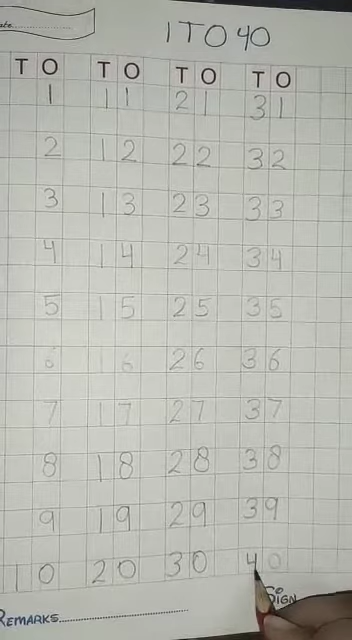 ate.........
1 TO 40
T O T O T O T O
1 11 21 31
2 12 22 32
3 13 23 33
4 14 24 34
5 15 25 35
6 16 26 36
7 17 27 37
8 18 28 38
9 19 29 39
10 20 30 40
REMARKS.......... SIGN